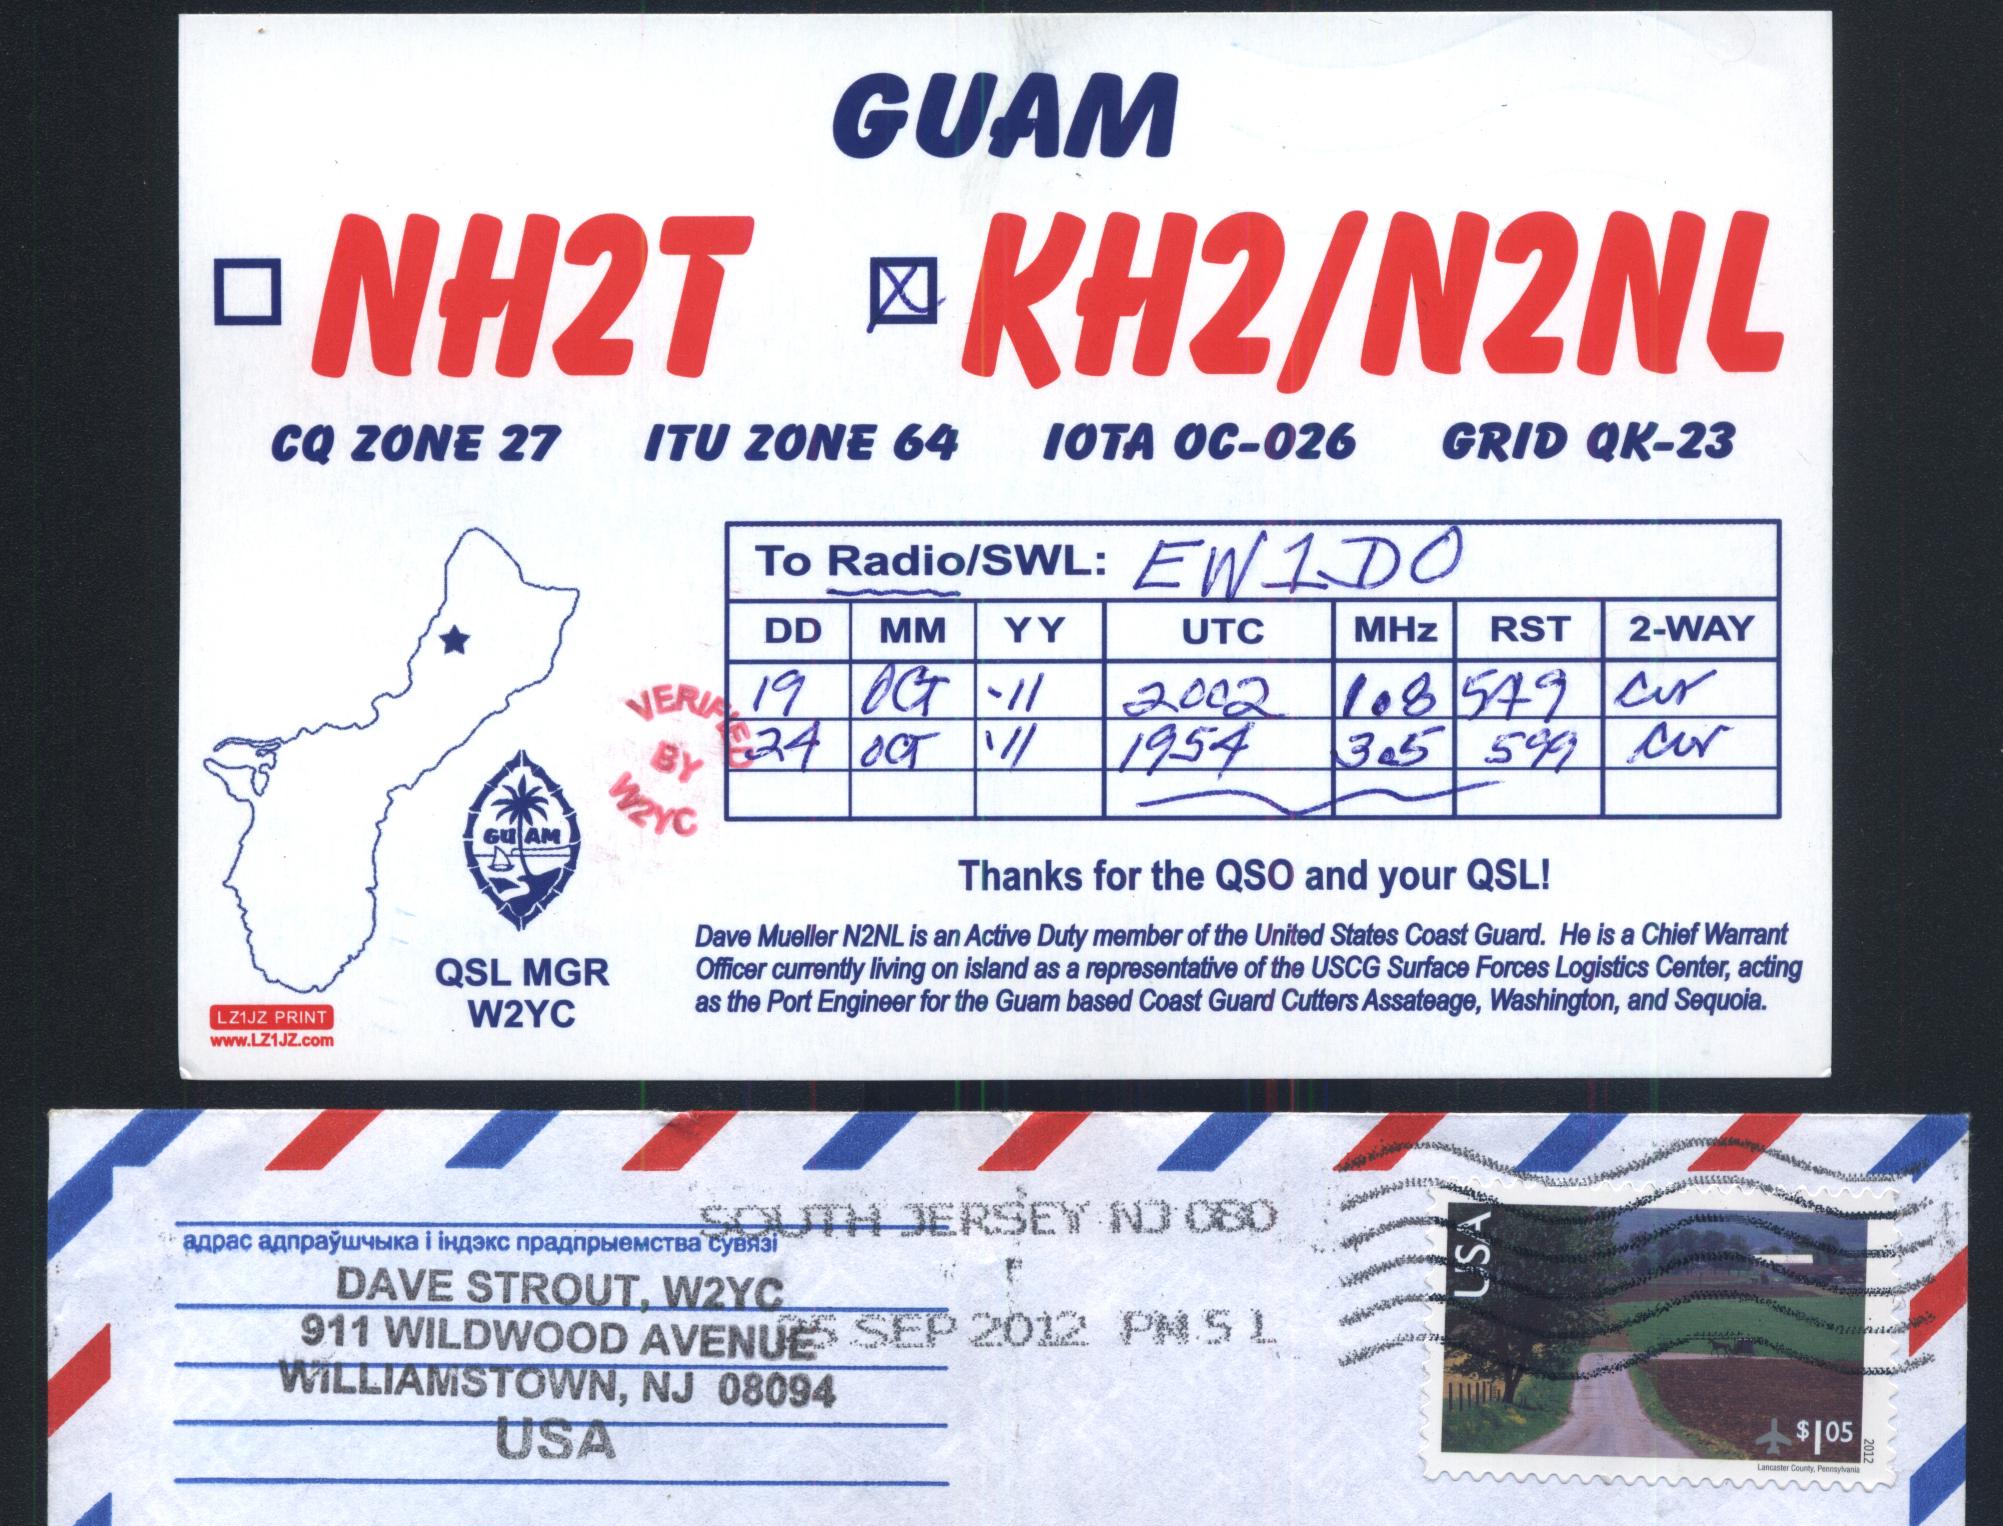 GUAM
NH2T KH2/N2NL
CQ ZONE 27 ITU ZONE 64 IOTA OC-026 GRID QK-23
To Radio/SWL: EW1DO
DD MM YY UTC MHz RST 2-WAY
19 OCT -11 2002 1.8 579 CW
24 OCT '11 1954 3.5 599 CW
VERIFIED
BY
W2YC
GUAM
QSL MGR
W2YC
LZ1JZ PRINT
www.LZ1JZ.com
Thanks for the QSO and your QSL!
Dave Mueller N2NL is an Active Duty member of the United States Coast Guard. He is a Chief Warrant
Officer currently living on island as a representative of the USCG Surface Forces Logistics Center, acting
as the Port Engineer for the Guam based Coast Guard Cutters Assateage, Washington, and Sequoia.
SOUTH JERSEY NJ 080
адрас адпраўшчыка і індэкс прадпрыемства сувязі
DAVE STROUT, W2YC
911 WILDWOOD AVENUE
SEP 2012 PM 5 L
WILLIAMSTOWN, NJ 08094
USA
USA
$1.05
2012
Lancaster County, Pennsylvania